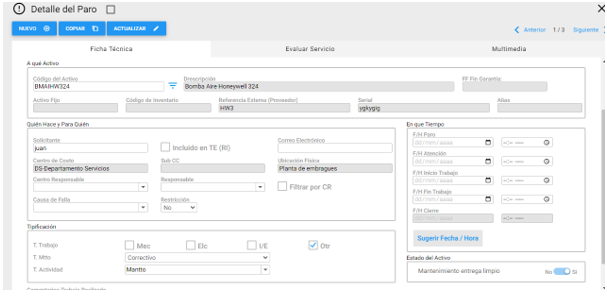 Detalle del Paro
NUEVO COPIAR ACTUALIZAR
Anterior 1 / 3 Siguiente
Ficha Técnica Evaluar Servicio Multimedia
A qué Activo
Código del Activo Descripción FF Fin Garantía:
BMAIHW324 Bomba Aire Honeywell 324
Activo Fijo Código de Inventario Referencia Externa (Proveedor) Serial Alias
HW3 ygkygig
Quién Hace y Para Quién En que Tiempo
Solicitante Incluido en TE (RI) Correo Electrónico F/H Paro
juan dd/mm/aaaa --:-- ----
Centro de Costo Sub CC Ubicación Física F/H Atención
DS-Departamento Servicios Planta de embragues dd/mm/aaaa --:-- ----
Centro Responsable Responsable Filtrar por CR F/H Inicio Trabajo
dd/mm/aaaa --:-- ----
Causa de Falla Restricción F/H Fin Trabajo
No dd/mm/aaaa --:-- ----
F/H Cierre
dd/mm/aaaa --:-- ----
Tipificación
T. Trabajo Mec Elc I/E Otr Sugerir Fecha / Hora
T. Mtto Correctivo
Estado del Activo
T. Actividad Mantto Mantenimiento entrega limpio No Si